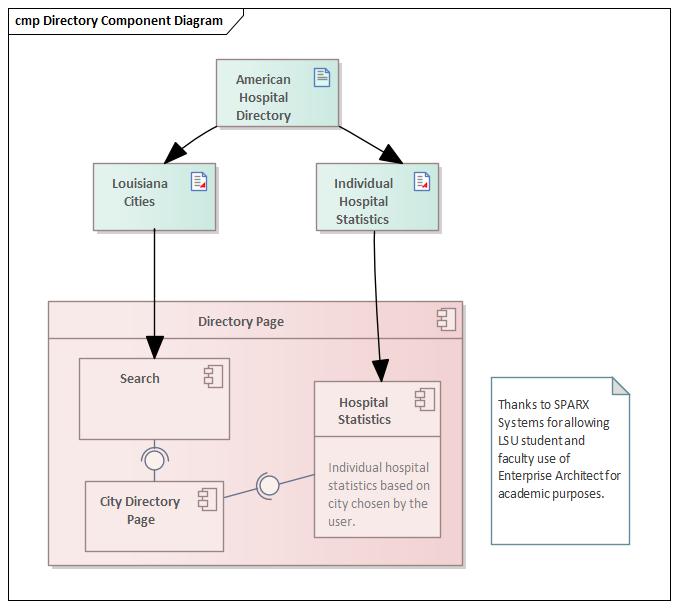 cmp Directory Component Diagram
American
Hospital
Directory
Louisiana
Cities
Individual
Hospital
Statistics
Directory Page
Search
Hospital
Statistics
Individual hospital
statistics based on
city chosen by the
user.
City Directory
Page
Thanks to SPARX
Systems for allowing
LSU student and
faculty use of
Enterprise Architect for
academic purposes.